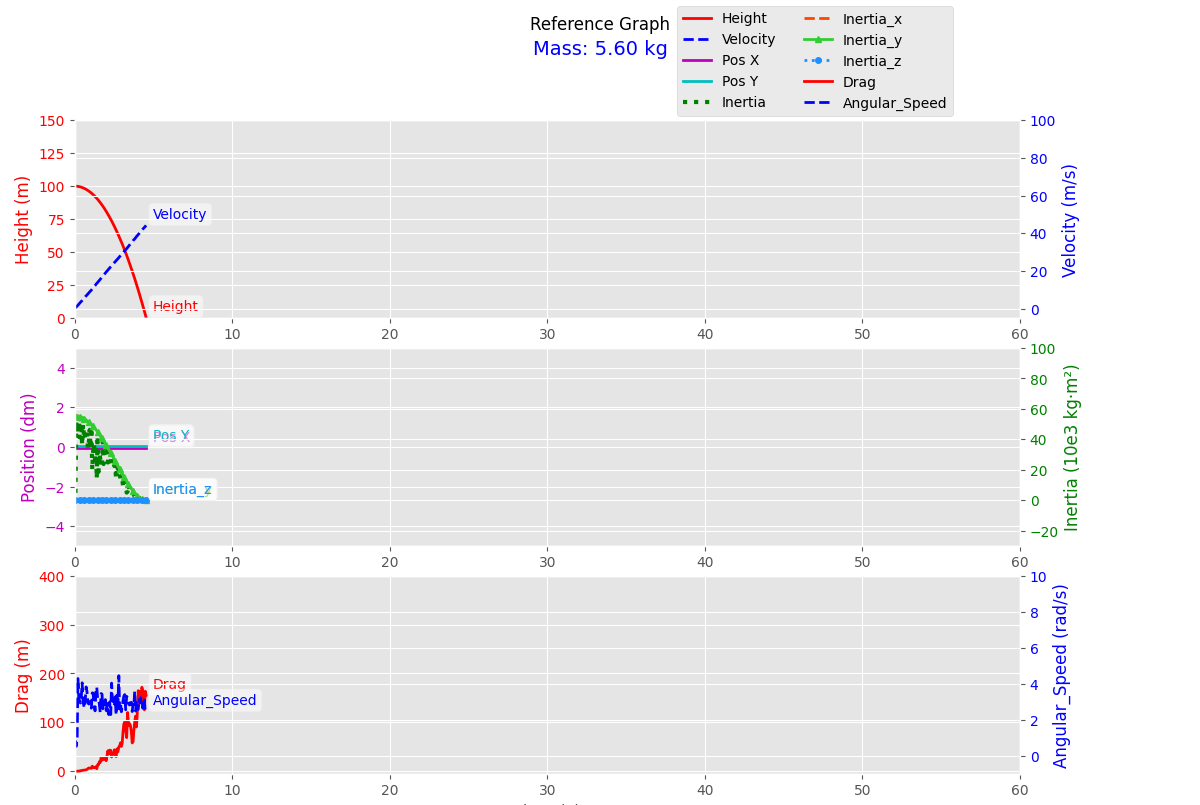 Reference Graph
Mass: 5.60 kg
Height
Velocity
Pos X
Pos Y
Inertia
Inertia_x
Inertia_y
Inertia_z
Drag
Angular_Speed
150
125
100
75
50
25
0
Height (m)
Velocity
Height
100
80
60
40
20
0
Velocity (m/s)
0 10 20 30 40 50 60
4
2
0
−2
−4
Position (dm)
Pos Y
Inertia_z
100
80
60
40
20
0
−20
Inertia (10e3 kg·m²)
0 10 20 30 40 50 60
400
300
200
100
0
Drag (m)
Drag
Angular_Speed
10
8
6
4
2
0
Angular_Speed (rad/s)
0 10 20 30 40 50 60